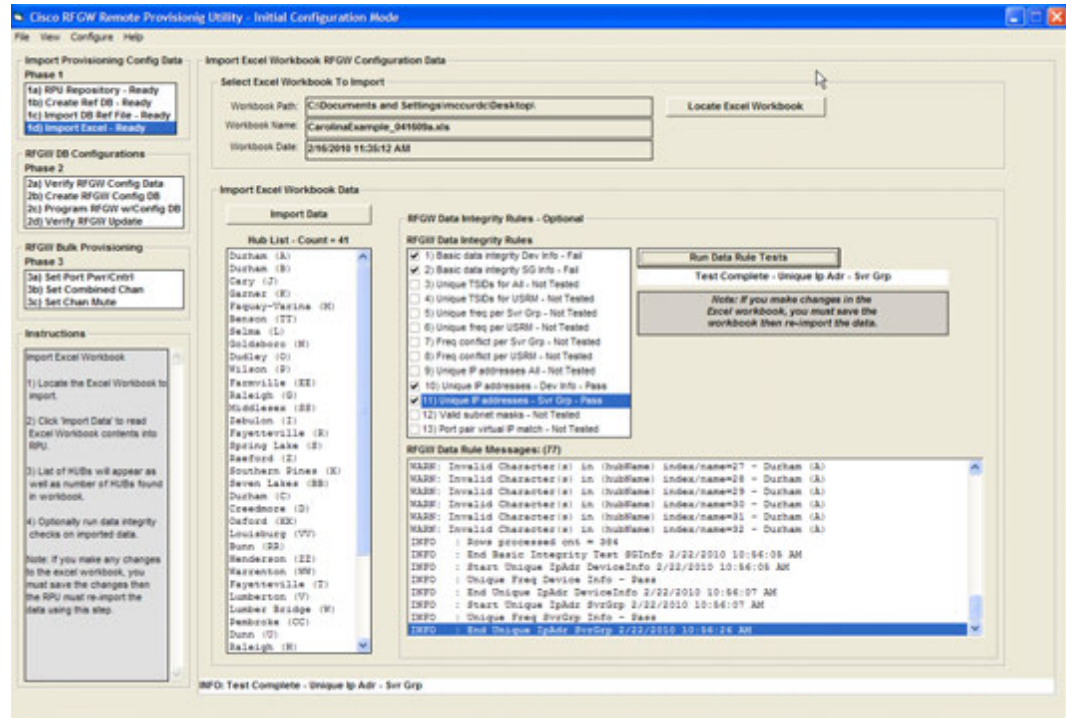 Cisco RFGW Remote Provisionig Utility - Initial Configuration Mode
File View Configure Help
Import Provisioning Config Data
Phase 1
1a) RPU Repository - Ready
1b) Create Ref DB - Ready
1c) Import DB Ref File - Ready
1d) Import Excel - Ready
RFGW DB Configurations
Phase 2
2a) Verify RFGW Config Data
2b) Create RFGW Config DB
2c) Program RFGW w/Config DB
2d) Verify RFGW Update
RFGW Bulk Provisioning
Phase 3
3a) Set Port Pwr/Cntrl
3b) Set Combined Chan
3c) Set Chan Mute
Instructions
Import Excel Workbook
1) Locate the Excel Workbook to
import.
2) Click 'Import Data' to read
Excel Workbook contents into
RPU.
3) List of HUBs will appear as
well as number of HUBs found
in workbook.
4) Optionally run data integrity
checks on imported data.
Note: If you make any changes
to the excel workbook, you
must save the changes then
the RPU must re-import the
data using this step.
Import Excel Workbook RFGW Configuration Data
Select Excel Workbook To Import
Workbook Path: C:\Documents and Settings\mccurdc\Desktop\
Locate Excel Workbook
Workbook Name: CarolinaExample_041609a.xls
Workbook Date: 2/16/2010 11:35:12 AM
Import Excel Workbook Data
Import Data
Hub List - Count = 41
Durham (A)
Durham (B)
Cary (J)
Garner (F)
Fuquay-Varina (H)
Benson (TT)
Selma (L)
Goldsboro (N)
Dudley (O)
Wilson (P)
Farmville (EE)
Raleigh (G)
Middlesex (SS)
Zebulon (I)
Fayetteville (R)
Spring Lake (S)
Raeford (Z)
Southern Pines (X)
Seven Lakes (BB)
Durham (C)
Creedmore (D)
Oxford (XX)
Louisburg (VV)
Bunn (RR)
Henderson (ZZ)
Warrenton (WW)
Fayetteville (T)
Lumberton (V)
Lumber Bridge (W)
Pembroke (CC)
Dunn (U)
Raleigh (H)
RFGW Data Integrity Rules - Optional
RFGW Data Integrity Rules
1) Basic data integrity Dev Info - Fail
2) Basic data integrity SG Info - Fail
3) Unique TSIDs for All - Not Tested
4) Unique TSIDs for USRM - Not Tested
5) Unique freq per Svr Grp - Not Tested
6) Unique freq per USRM - Not Tested
7) Freq conflict per Svr Grp - Not Tested
8) Freq conflict per USRM - Not Tested
9) Unique IP addresses All - Not Tested
10) Unique IP addresses - Dev Info - Pass
11) Unique IP addresses - Svr Grp - Pass
12) Valid subnet masks - Not Tested
13) Port pair virtual IP match - Not Tested
Run Data Rule Tests
Test Complete - Unique Ip Adr - Svr Grp
Note: If you make changes in the
Excel workbook, you must save the
workbook then re-import the data.
RFGW Data Rule Messages: (77)
WARN: Invalid Character(s) in (hubName) index/name=27 - Durham (A)
WARN: Invalid Character(s) in (hubName) index/name=28 - Durham (A)
WARN: Invalid Character(s) in (hubName) index/name=29 - Durham (A)
WARN: Invalid Character(s) in (hubName) index/name=30 - Durham (A)
WARN: Invalid Character(s) in (hubName) index/name=31 - Durham (A)
WARN: Invalid Character(s) in (hubName) index/name=32 - Durham (A)
INFO : Rows processed cnt = 384
INFO : End Basic Integrity Test SGInfo 2/22/2010 10:56:05 AM
INFO : Start Unique IpAdr DeviceInfo 2/22/2010 10:56:05 AM
INFO : Unique Freq Device Info - Pass
INFO : End Unique IpAdr DeviceInfo 2/22/2010 10:56:07 AM
INFO : Start Unique IpAdr SvrGrp 2/22/2010 10:56:07 AM
INFO : Unique Freq SvrGrp Info - Pass
INFO : End Unique IpAdr SvrGrp 2/22/2010 10:56:26 AM
INFO: Test Complete - Unique Ip Adr - Svr Grp